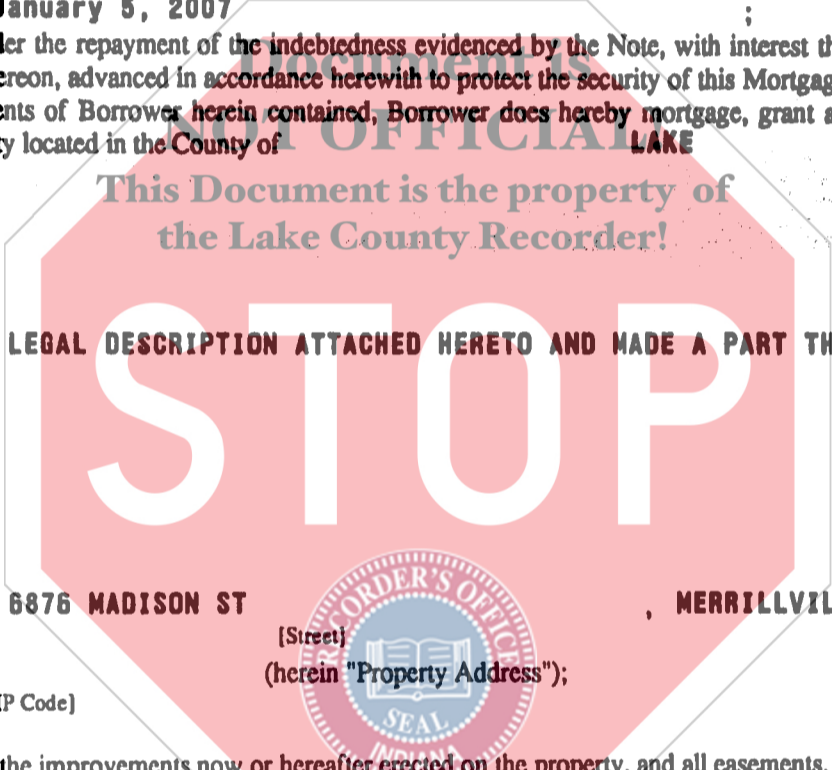 anuary 5, 2007 ;
er the repayment of the indebtedness evidenced by the Note, with interest th
ereon, advanced in accordance herewith to protect the security of this Mortgag
nts of Borrower herein contained, Borrower does hereby mortgage, grant a
y located in the County of LAKE
Document is
NOT OFFICIAL
This Document is the property of
the Lake County Recorder!
LEGAL DESCRIPTION ATTACHED HERETO AND MADE A PART TH
STOP
6876 MADISON ST , MERRILLVIL
[Street]
(herein "Property Address");
P Code]
RECORDER'S OFFICE
SEAL
INDIANA
the improvements now or hereafter erected on the property, and all easements,